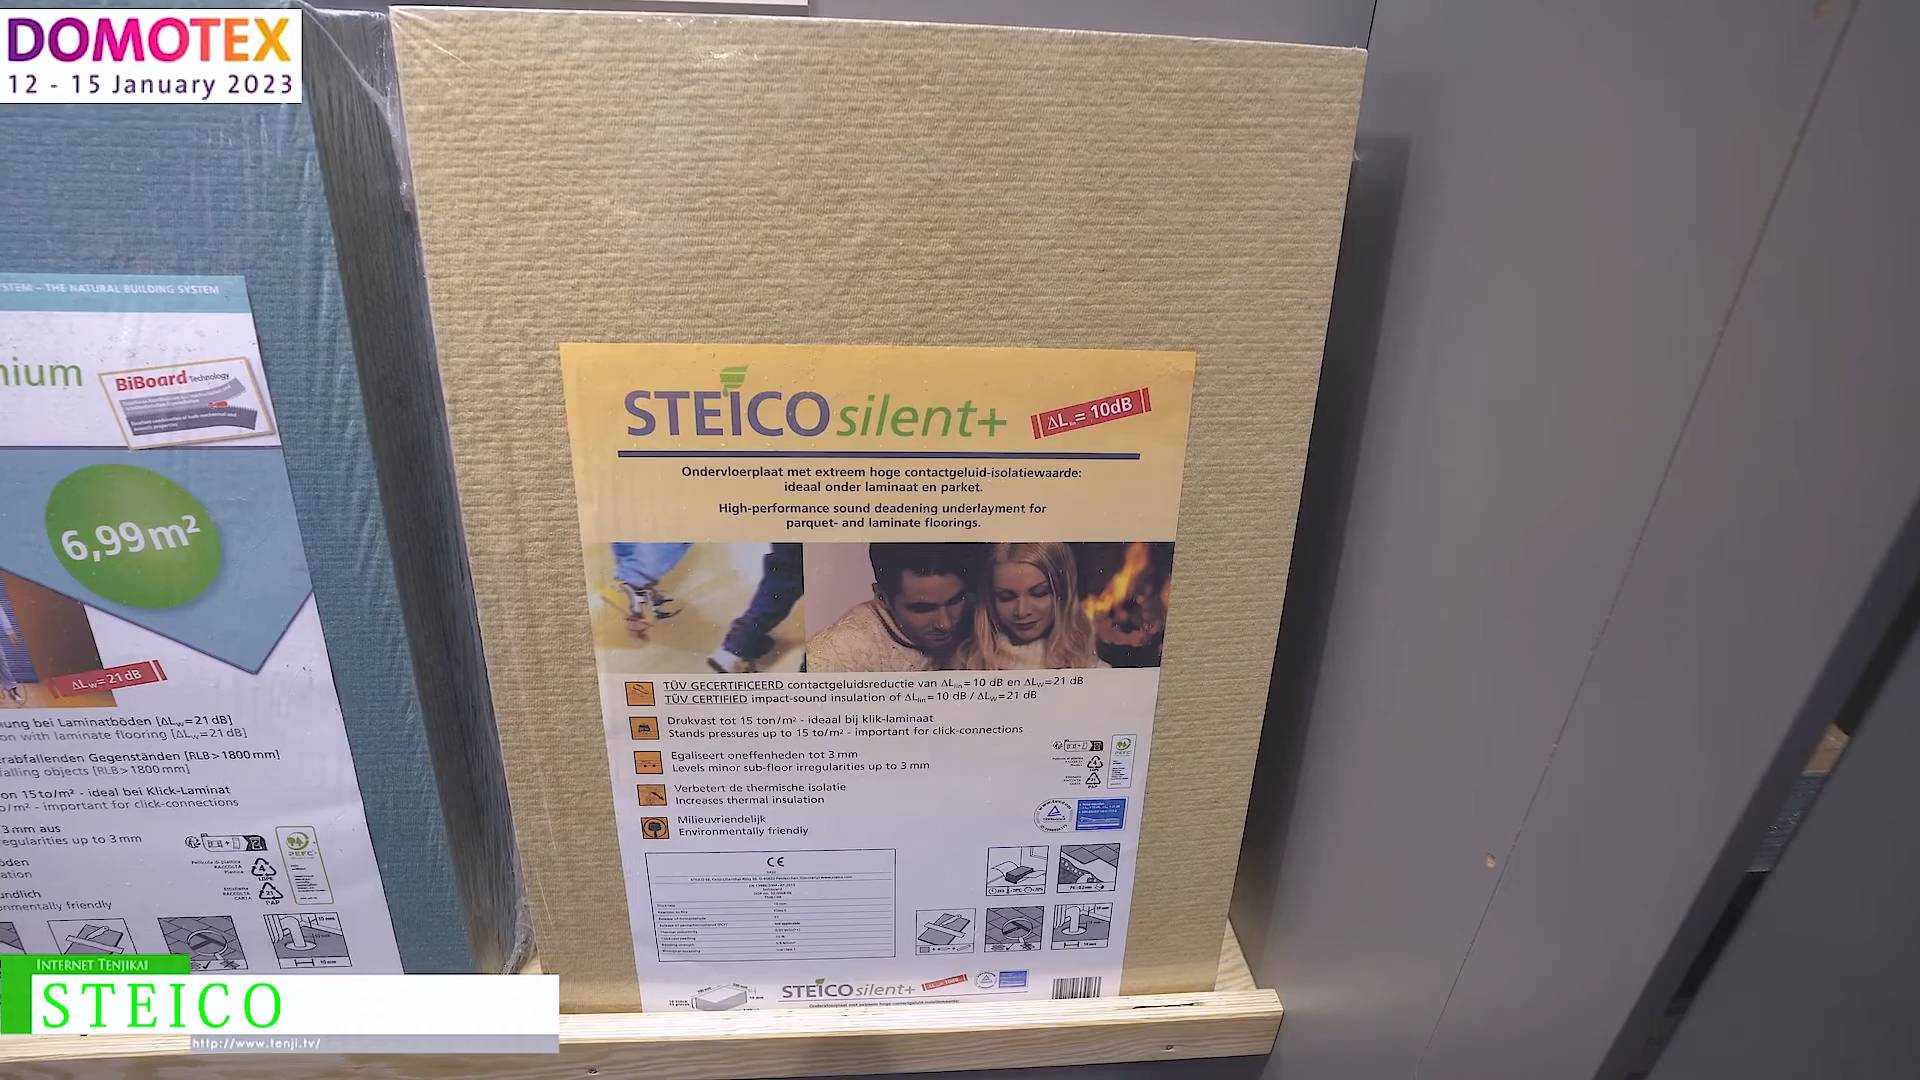 DOMOTEX
12 - 15 January 2023
STEM – THE NATURAL BUILDING SYSTEM
nium
BiBoard Technology
6,99 m²
ΔLw=21 dB
ung bei Laminatböden [ΔLw=21 dB]
on with laminate flooring [ΔLw=21 dB]
erabfallenden Gegenständen [RLB>1800 mm]
falling objects [RLB>1800 mm]
on 15 to/m² - ideal bei Klick-Laminat
o/m² - important for click-connections
3 mm aus
egularities up to 3 mm
öden
ation
undlich
nmentally friendly
PEFC
STEICOsilent+
ΔLlin = 10dB
Ondervloerplaat met extreem hoge contactgeluid-isolatiewaarde:
ideaal onder laminaat en parket.
High-performance sound deadening underlayment for
parquet- and laminate floorings.
TÜV GECERTIFICEERD contactgeluidsreductie van ΔLlin=10 dB en ΔLw=21 dB
TÜV CERTIFIED impact-sound insulation of ΔLlin=10 dB / ΔLw=21 dB
Drukvast tot 15 ton/m² - ideaal bij klik-laminaat
Stands pressures up to 15 to/m² - important for click-connections
Egaliseert oneffenheden tot 3 mm
Levels minor sub-floor irregularities up to 3 mm
Verbetert de thermische isolatie
Increases thermal insulation
Milieuvriendelijk
Environmentally friendly
CE
STEICOsilent+
INTERNET TENJIKAI
STEICO
http://www.tenji.tv/